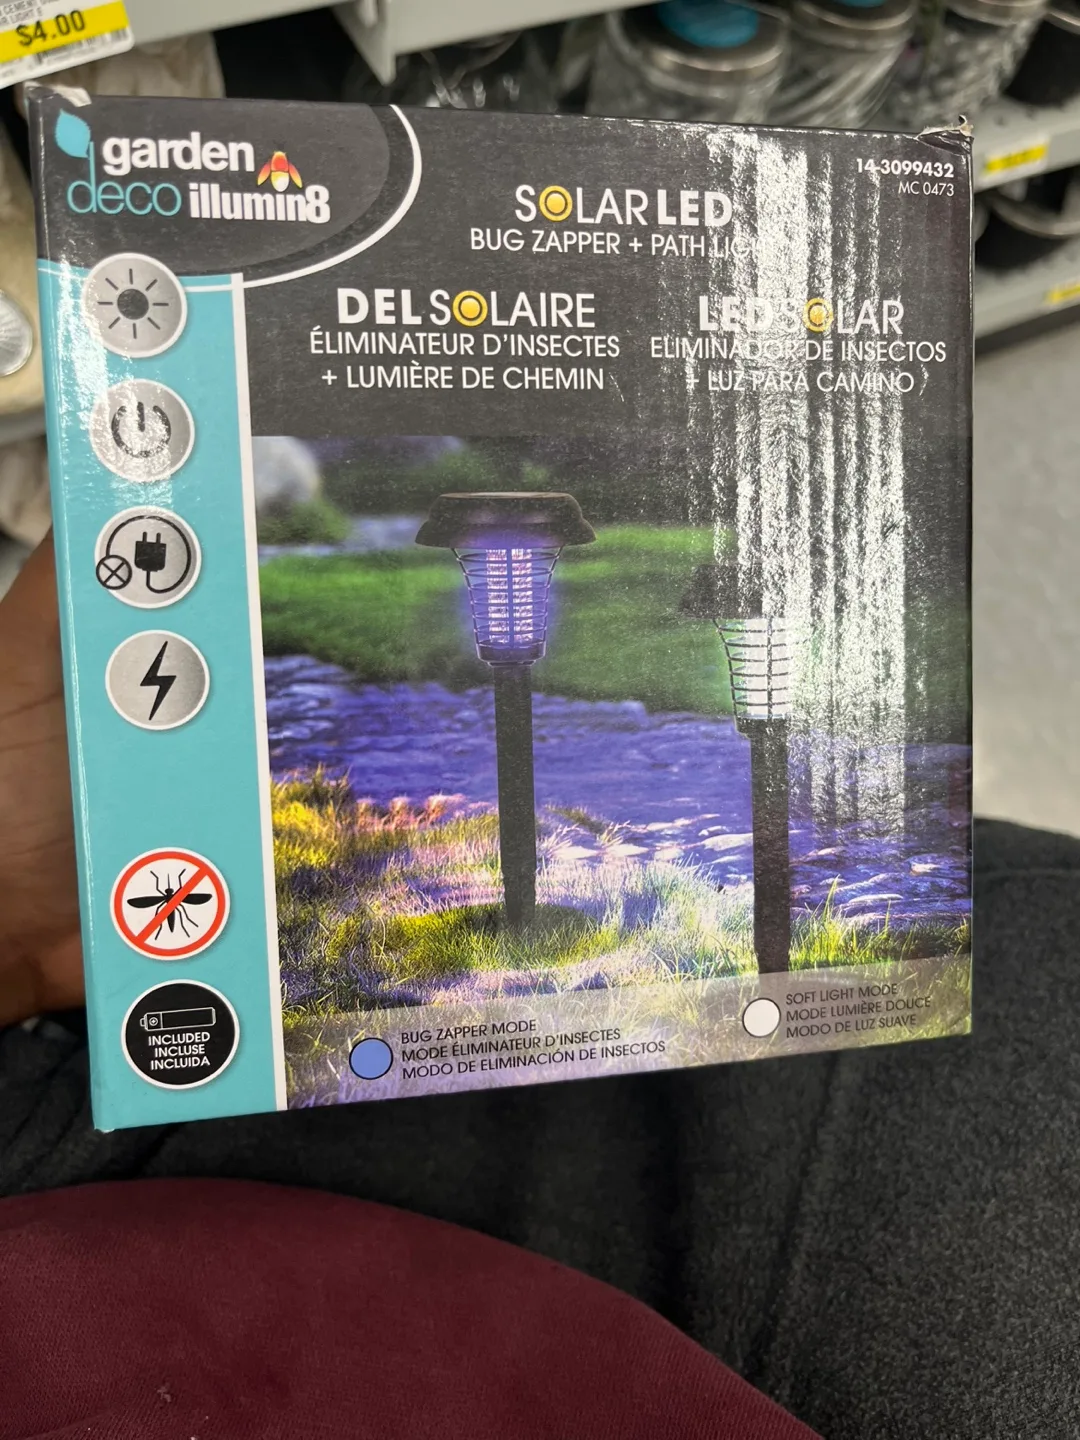 $4.00
garden
deco illumin8
14-3099432
MC 0473
SOLAR LED
BUG ZAPPER + PATH LIGHT
DEL SOLAIRE
ÉLIMINATEUR D'INSECTES
+ LUMIÈRE DE CHEMIN
LED SOLAR
ELIMINADOR DE INSECTOS
+ LUZ PARA CAMINO
INCLUDED
INCLUSE
INCLUIDA
BUG ZAPPER MODE
MODE ÉLIMINATEUR D'INSECTES
MODO DE ELIMINACIÓN DE INSECTOS
SOFT LIGHT MODE
MODE LUMIÈRE DOUCE
MODO DE LUZ SUAVE